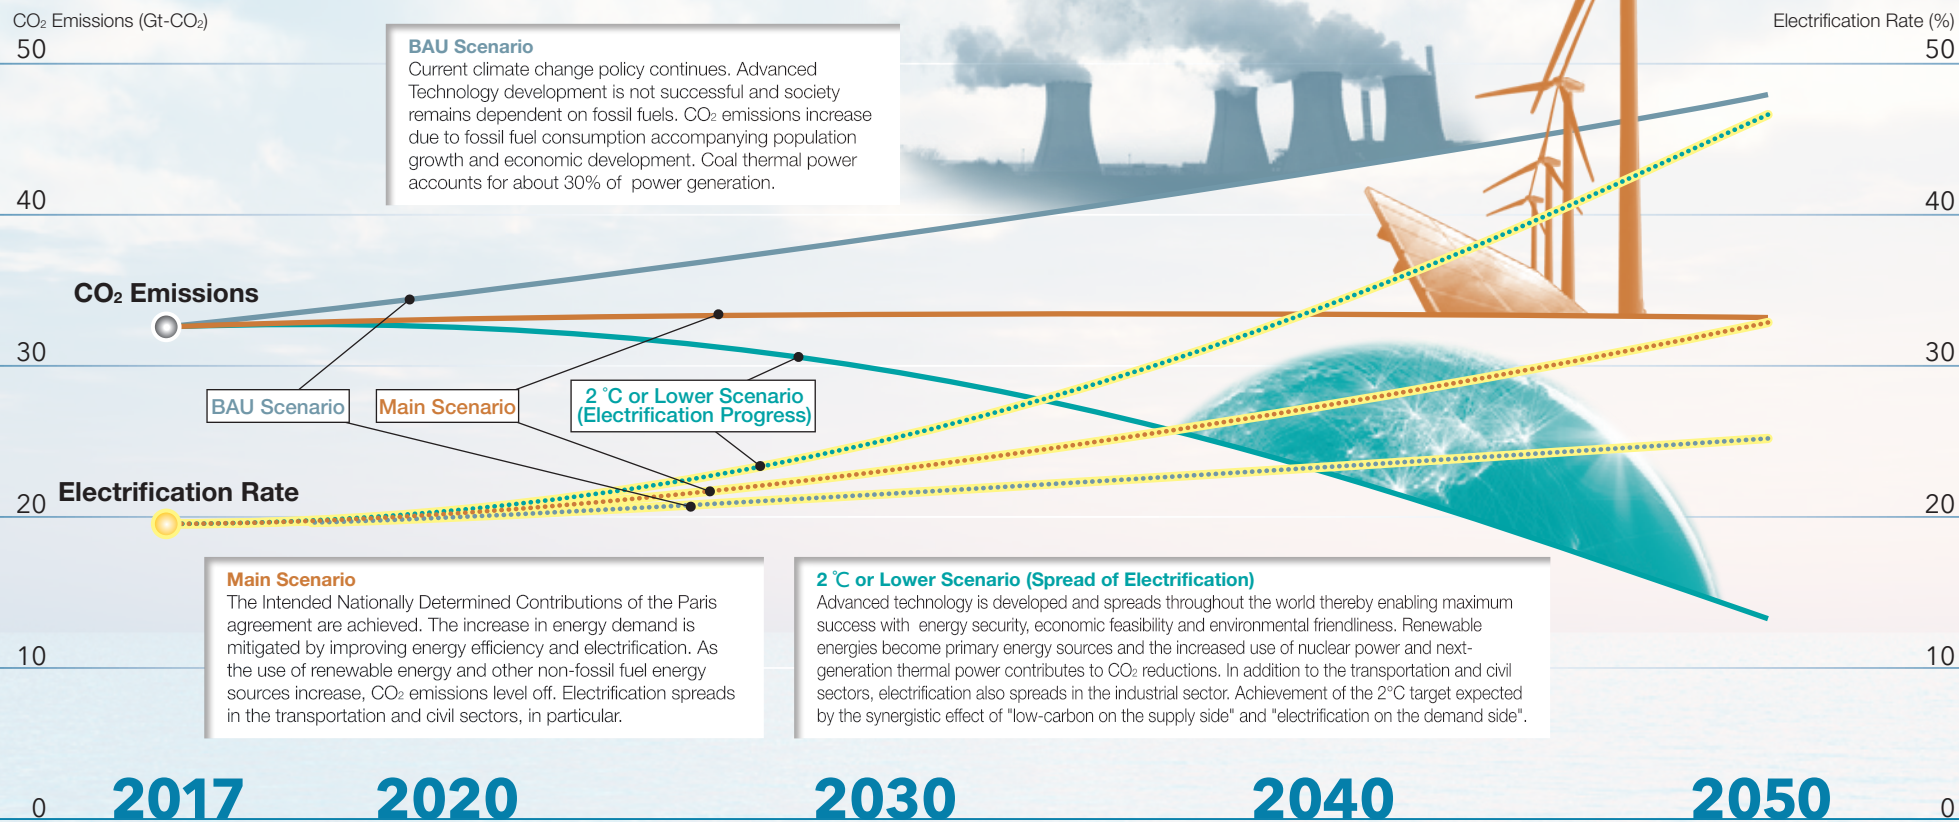 CO₂ Emissions (Gt-CO₂)
Electrification Rate (%)
50
50
BAU Scenario
Current climate change policy continues. Advanced
Technology development is not successful and society
remains dependent on fossil fuels. CO₂ emissions increase
due to fossil fuel consumption accompanying population
growth and economic development. Coal thermal power
accounts for about 30% of power generation.
40
40
CO₂ Emissions
30
30
BAU Scenario
Main Scenario
2 ℃ or Lower Scenario
(Electrification Progress)
Electrification Rate
20
20
Main Scenario
The Intended Nationally Determined Contributions of the Paris
agreement are achieved. The increase in energy demand is
mitigated by improving energy efficiency and electrification. As
the use of renewable energy and other non-fossil fuel energy
sources increase, CO₂ emissions level off. Electrification spreads
in the transportation and civil sectors, in particular.
2 ℃ or Lower Scenario (Spread of Electrification)
Advanced technology is developed and spreads throughout the world thereby enabling maximum
success with energy security, economic feasibility and environmental friendliness. Renewable
energies become primary energy sources and the increased use of nuclear power and next-
generation thermal power contributes to CO₂ reductions. In addition to the transportation and civil
sectors, electrification also spreads in the industrial sector. Achievement of the 2°C target expected
by the synergistic effect of "low-carbon on the supply side" and "electrification on the demand side".
10
10
0
2017
2020
2030
2040
2050
0